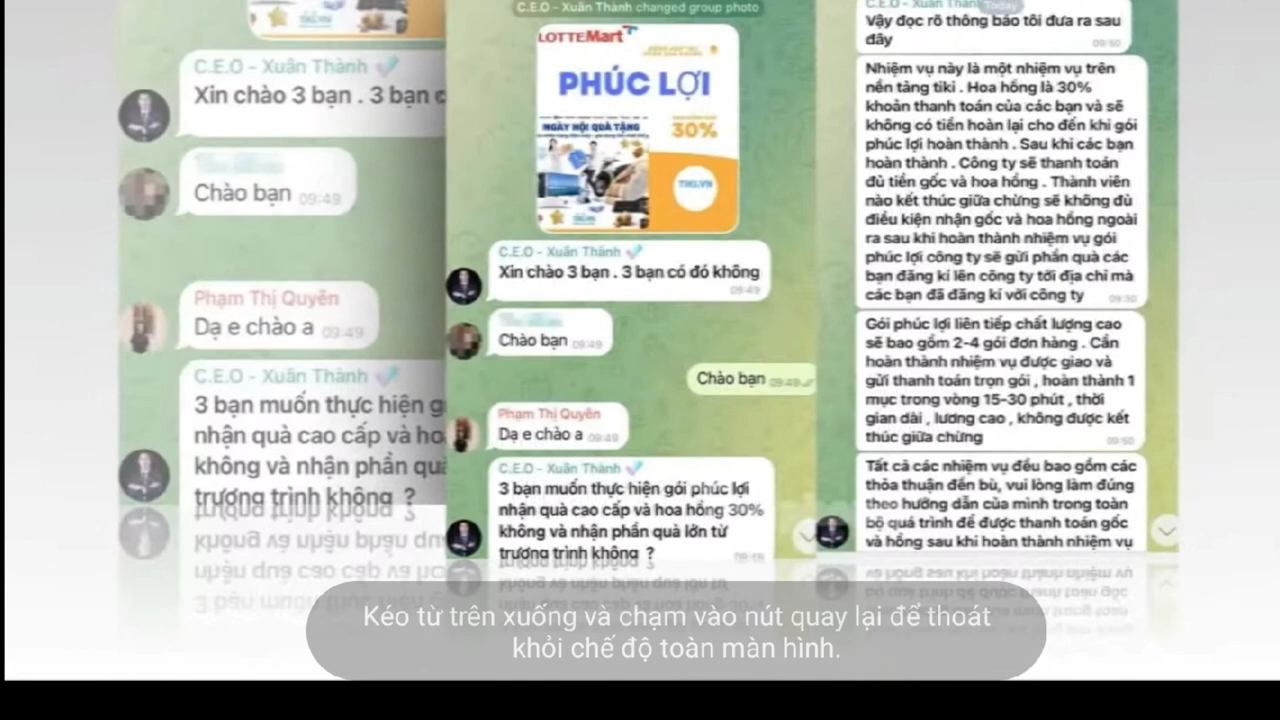 C.E.O - Xuân Thành
Xin chào 3 bạn . 3 bạn c
Chào bạn 09:49
Phạm Thị Quyên
Dạ e chào a 09:49
C.E.O - Xuân Thành
3 bạn muốn thực hiện g
nhận quà cao cấp và ho
không và nhận phần qu
trương trình không ?
C.E.O - Xuân Thành changed group photo
LOTTEMart
PHÚC LỢI
NGÀY HỘI QUÀ TẶNG
30%
TIKI.VN
C.E.O - Xuân Thành
Xin chào 3 bạn . 3 bạn có đó không
09:49
Chào bạn 09:49
Chào bạn 09:49
Phạm Thị Quyên
Dạ e chào a 09:49
C.E.O - Xuân Thành
3 bạn muốn thực hiện gói phúc lợi
nhận quà cao cấp và hoa hồng 30%
không và nhận phần quà lớn từ
trương trình không ? 09:49
C.E.O - Xuân Thành
Today
Vậy đọc rõ thông báo tôi đưa ra sau
đây 09:50
Nhiệm vụ này là một nhiệm vụ trên
nền tảng tiki . Hoa hồng là 30%
khoản thanh toán của các bạn và sẽ
không có tiền hoàn lại cho đến khi gói
phúc lợi hoàn thành . Sau khi các bạn
hoàn thành . Công ty sẽ thanh toán
đủ tiền gốc và hoa hồng . Thành viên
nào kết thúc giữa chừng sẽ không đủ
điều kiện nhận gốc và hoa hồng ngoài
ra sau khi hoàn thành nhiệm vụ gói
phúc lợi công ty sẽ gửi phần quà các
bạn đăng kí lên công ty tới địa chỉ mà
các bạn đã đăng kí với công ty 09:50
Gói phúc lợi liên tiếp chất lượng cao
sẽ bao gồm 2-4 gói đơn hàng . Cần
hoàn thành nhiệm vụ được giao và
gửi thanh toán trọn gói , hoàn thành 1
mục trong vòng 15-30 phút , thời
gian dài , lương cao , không được kết
thúc giữa chừng 09:50
Tất cả các nhiệm vụ đều bao gồm các
thỏa thuận đền bù, vui lòng làm đúng
theo hướng dẫn của mình trong toàn
bộ quá trình để được thanh toán gốc
và hồng sau khi hoàn thành nhiệm vụ
Kéo từ trên xuống và chạm vào nút quay lại để thoát
khỏi chế độ toàn màn hình.